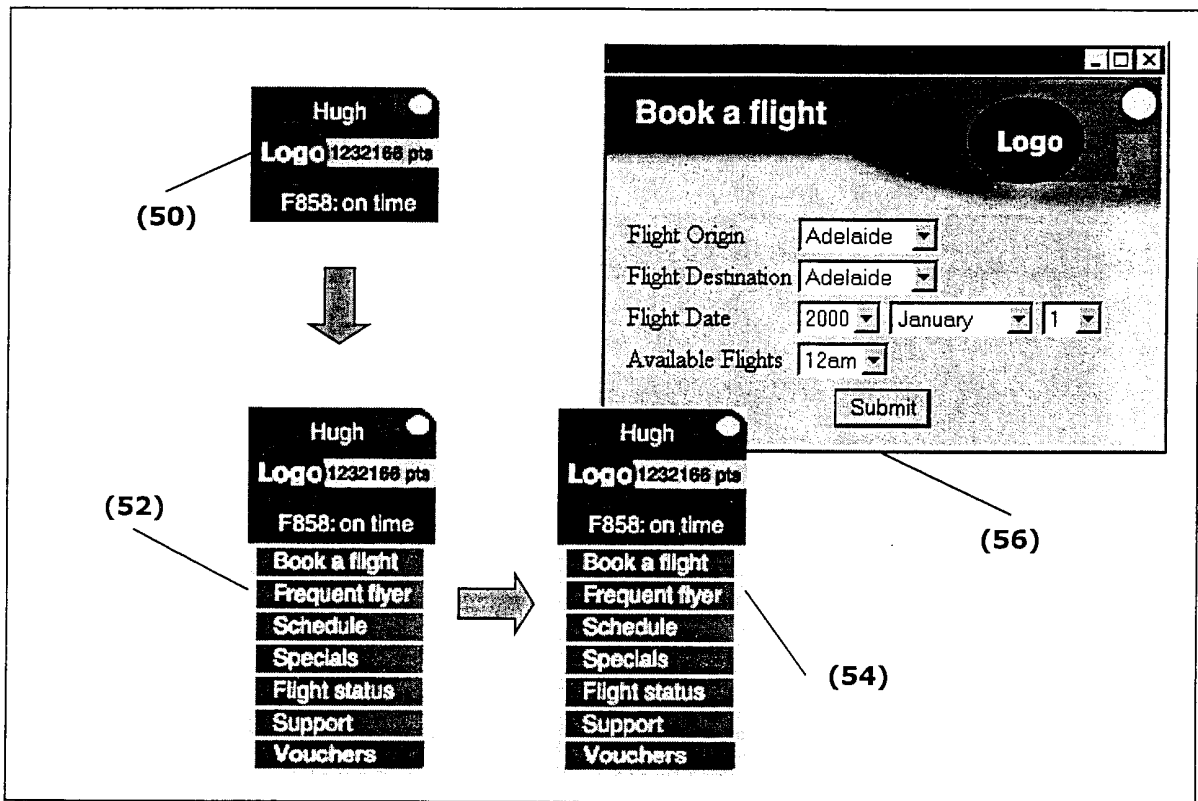 Hugh
Logo 1232166 pts
F858: on time
(50)
Book a flight
Logo
Flight Origin Adelaide
Flight Destination Adelaide
Flight Date 2000 January 1
Available Flights 12am
Submit
(56)
Hugh
Logo 1232166 pts
F858: on time
Book a flight
Frequent flyer
Schedule
Specials
Flight status
Support
Vouchers
(52)
Hugh
Logo 1232166 pts
F858: on time
Book a flight
Frequent flyer
Schedule
Specials
Flight status
Support
Vouchers
(54)